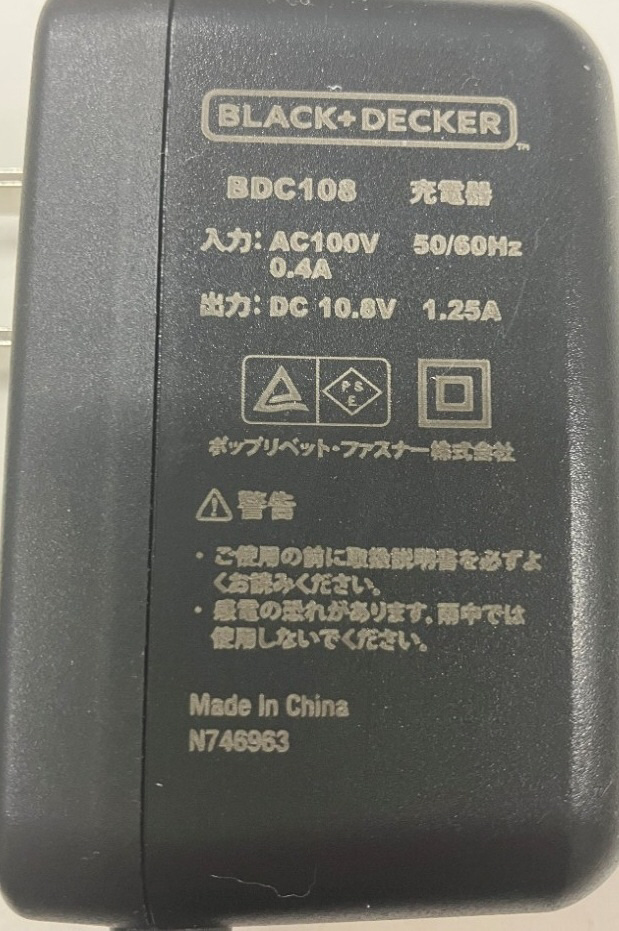 BLACK+DECKER™
BDC108 充電器
入力: AC100V 50/60Hz
0.4A
出力: DC 10.8V 1.25A
P S
E
ポップリベット・ファスナー株式会社
警告
・ご使用の前に取扱説明書を必ずよ
くお読みください。
・感電の恐れがあります。雨中では
使用しないでください。
Made In China
N746963